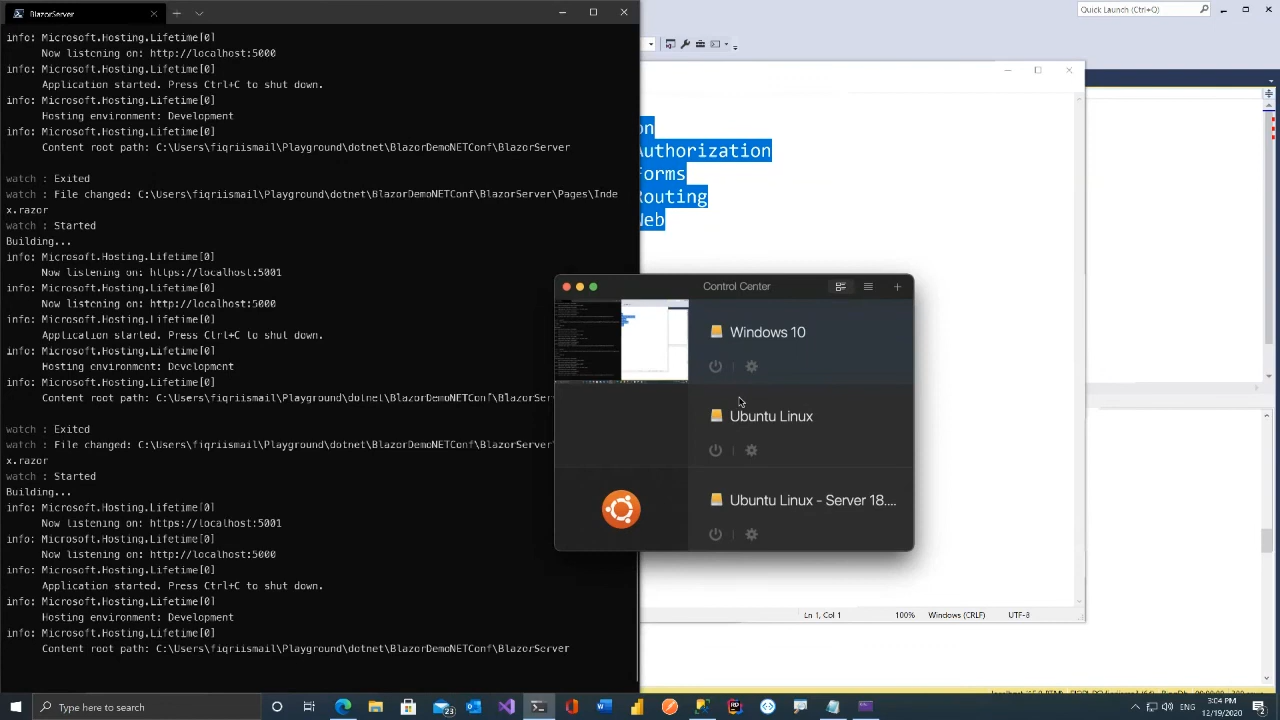 BlazorServer
info: Microsoft.Hosting.Lifetime[0]
Now listening on: http://localhost:5000
info: Microsoft.Hosting.Lifetime[0]
Application started. Press Ctrl+C to shut down.
info: Microsoft.Hosting.Lifetime[0]
Hosting environment: Development
info: Microsoft.Hosting.Lifetime[0]
Content root path: C:\Users\fiqriismail\Playground\dotnet\BlazorDemoNETConf\BlazorServer
watch : Exited
watch : File changed: C:\Users\fiqriismail\Playground\dotnet\BlazorDemoNETConf\BlazorServer\Pages\Inde
x.razor
watch : Started
Building...
info: Microsoft.Hosting.Lifetime[0]
Now listening on: https://localhost:5001
info: Microsoft.Hosting.Lifetime[0]
Now listening on: http://localhost:5000
info: Microsoft.Hosting.Lifetime[0]
Application started. Press Ctrl+C to shut down.
info: Microsoft.Hosting.Lifetime[0]
Hosting environment: Development
info: Microsoft.Hosting.Lifetime[0]
Content root path: C:\Users\fiqriismail\Playground\dotnet\BlazorDemoNETConf\BlazorSer
watch : Exited
watch : File changed: C:\Users\fiqriismail\Playground\dotnet\BlazorDemoNETConf\BlazorServer
x.razor
watch : Started
Building...
info: Microsoft.Hosting.Lifetime[0]
Now listening on: https://localhost:5001
info: Microsoft.Hosting.Lifetime[0]
Now listening on: http://localhost:5000
info: Microsoft.Hosting.Lifetime[0]
Application started. Press Ctrl+C to shut down.
info: Microsoft.Hosting.Lifetime[0]
Hosting environment: Development
info: Microsoft.Hosting.Lifetime[0]
Content root path: C:\Users\fiqriismail\Playground\dotnet\BlazorDemoNETConf\BlazorServer
Quick Launch (Ctrl+Q)
on
Authorization
Forms
Routing
Web
Control Center
Windows 10
Ubuntu Linux
Ubuntu Linux - Server 18....
Ln 1, Col 1
100%
Windows (CRLF)
UTF-8
Type here to search
23
ENG
3:04 PM
12/19/2020